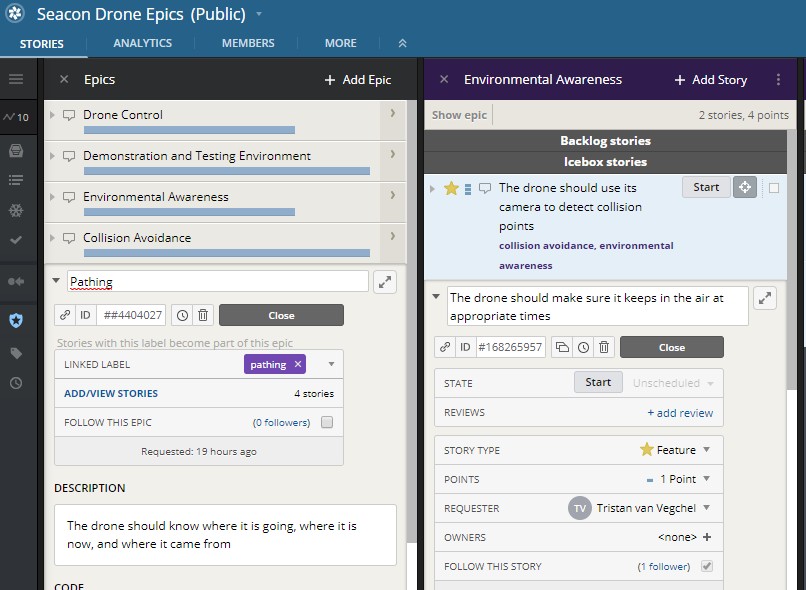 Seacon Drone Epics (Public)
STORIES ANALYTICS MEMBERS MORE
10
Epics + Add Epic
Drone Control
Demonstration and Testing Environment
Environmental Awareness
Collision Avoidance
Pathing
ID ##4404027 Close
Stories with this label become part of this epic
LINKED LABEL pathing ×
ADD/VIEW STORIES 4 stories
FOLLOW THIS EPIC (0 followers)
Requested: 19 hours ago
DESCRIPTION
The drone should know where it is going, where it is
now, and where it came from
CODE
Environmental Awareness + Add Story
Show epic 2 stories, 4 points
Backlog stories
Icebox stories
The drone should use its
camera to detect collision
points
Start
collision avoidance, environmental
awareness
The drone should make sure it keeps in the air at
appropriate times
ID #168265957 Close
STATE Start Unscheduled
REVIEWS + add review
STORY TYPE Feature
POINTS 1 Point
REQUESTER TV Tristan van Vegchel
OWNERS <none> +
FOLLOW THIS STORY (1 follower)